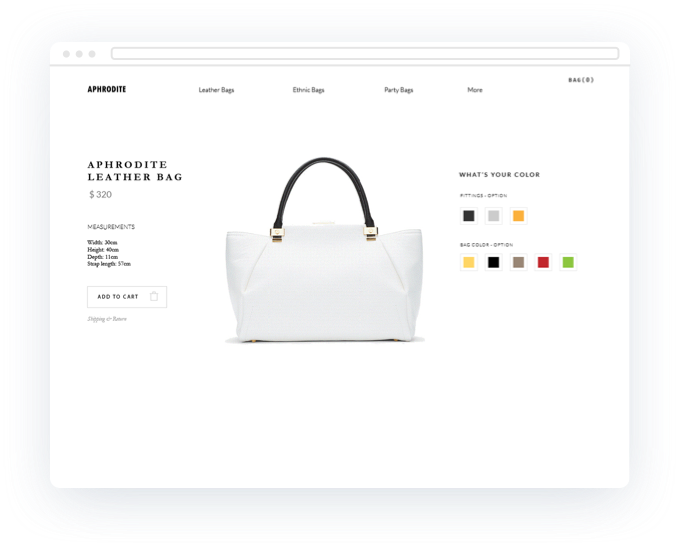 BAG(0)
APHRODITE
Leather Bags
Ethnic Bags
Party Bags
More
APHRODITE
LEATHER BAG
$ 320
MEASUREMENTS
Width: 30cm
Height: 40cm
Depth: 11cm
Strap length: 57cm
ADD TO CART
Shipping & Return
WHAT'S YOUR COLOR
FITTINGS - OPTION
BAG COLOR - OPTION